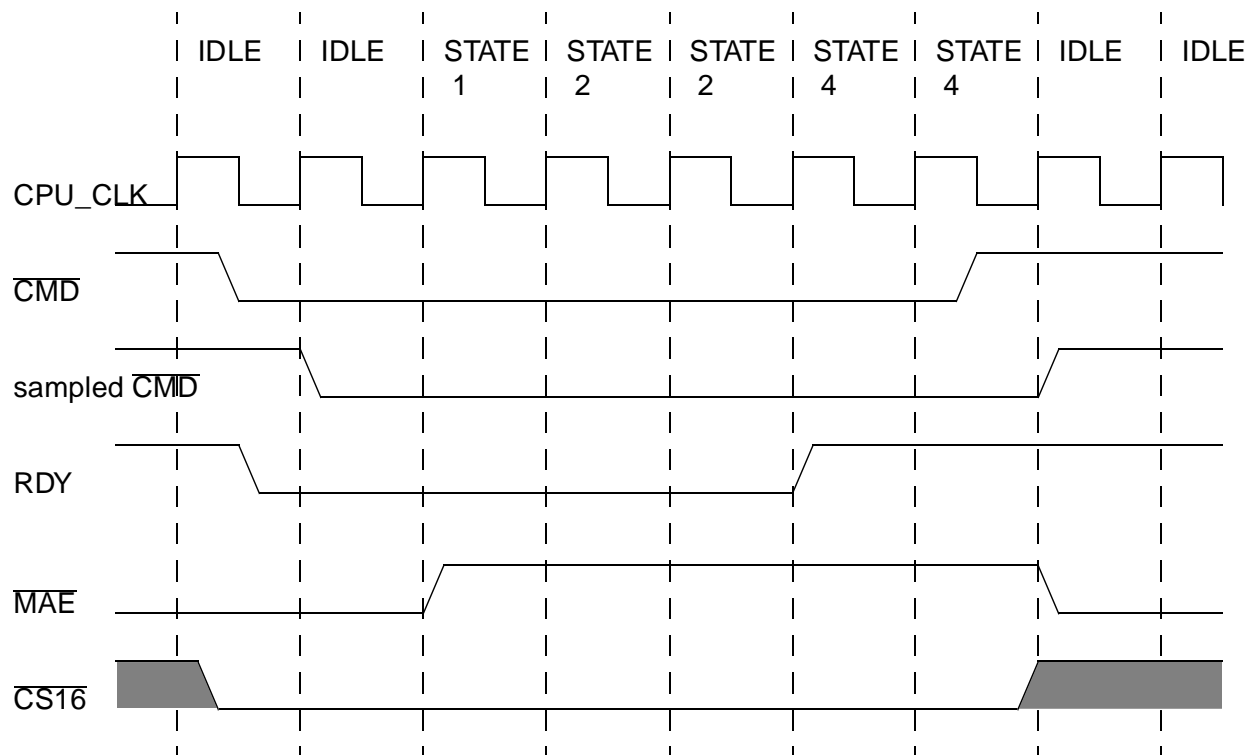 IDLE IDLE STATE STATE STATE STATE STATE IDLE IDLE
1 2 2 4 4
CPU_CLK
CMD
sampled CMD
RDY
MAE
CS16